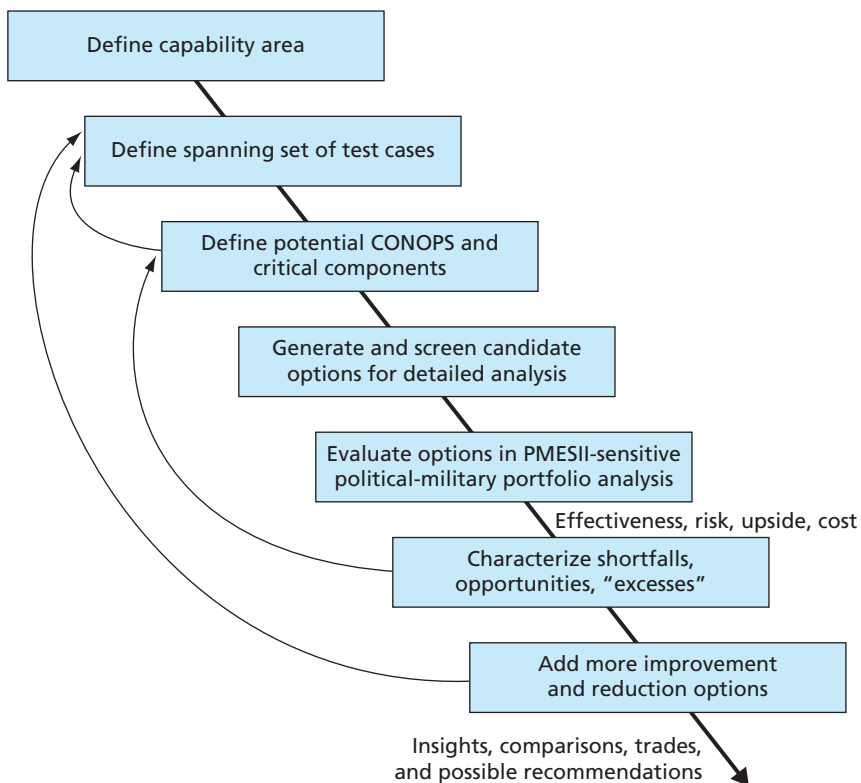 Define capability area
Define spanning set of test cases
Define potential CONOPS and
critical components
Generate and screen candidate
options for detailed analysis
Evaluate options in PMESII-sensitive
political-military portfolio analysis
Effectiveness, risk, upside, cost
Characterize shortfalls,
opportunities, “excesses”
Add more improvement
and reduction options
Insights, comparisons, trades,
and possible recommendations